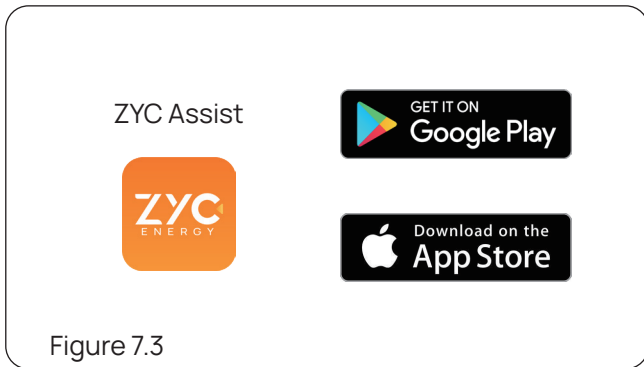 ZYC Assist
ZYC
ENERGY
GET IT ON
Google Play
Download on the
App Store
Figure 7.3